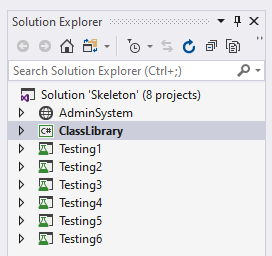 Solution Explorer
Search Solution Explorer (Ctrl+;)
Solution 'Skeleton' (8 projects)
AdminSystem
C# ClassLibrary
Testing1
Testing2
Testing3
Testing4
Testing5
Testing6